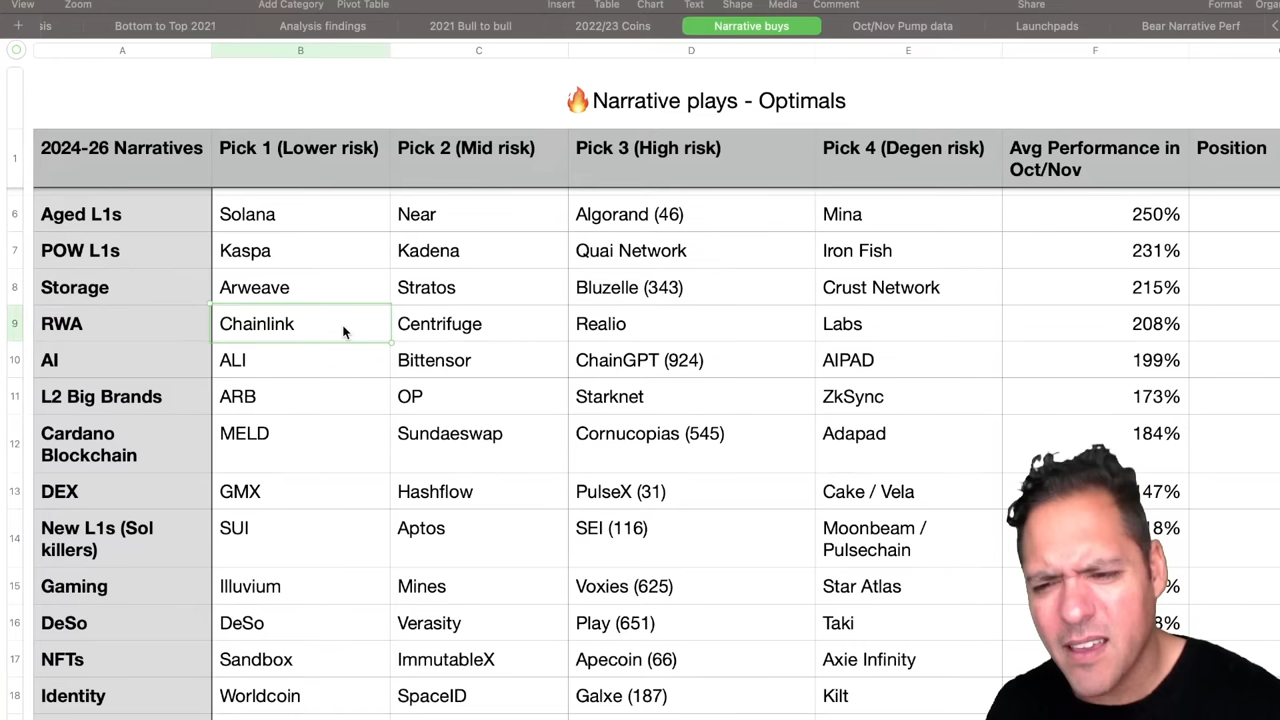 View Zoom Add Category Pivot Table Insert Table Chart Text Shape Media Comment Share Format
sis Bottom to Top 2021 Analysis findings 2021 Bull to bull 2022/23 Coins Narrative buys Oct/Nov Pump data Launchpads Bear Narrative Perf
A B C D E F
🔥Narrative plays - Optimals
1 2024-26 Narratives Pick 1 (Lower risk) Pick 2 (Mid risk) Pick 3 (High risk) Pick 4 (Degen risk) Avg Performance in Oct/Nov Position
6 Aged L1s Solana Near Algorand (46) Mina 250%
7 POW L1s Kaspa Kadena Quai Network Iron Fish 231%
8 Storage Arweave Stratos Bluzelle (343) Crust Network 215%
9 RWA Chainlink Centrifuge Realio Labs 208%
10 AI ALI Bittensor ChainGPT (924) AIPAD 199%
11 L2 Big Brands ARB OP Starknet ZkSync 173%
12 Cardano Blockchain MELD Sundaeswap Cornucopias (545) Adapad 184%
13 DEX GMX Hashflow PulseX (31) Cake / Vela 47%
14 New L1s (Sol killers) SUI Aptos SEI (116) Moonbeam / Pulsechain 8%
15 Gaming Illuvium Mines Voxies (625) Star Atlas %
16 DeSo DeSo Verasity Play (651) Taki 8%
17 NFTs Sandbox ImmutableX Apecoin (66) Axie Infinity
18 Identity Worldcoin SpaceID Galxe (187) Kilt